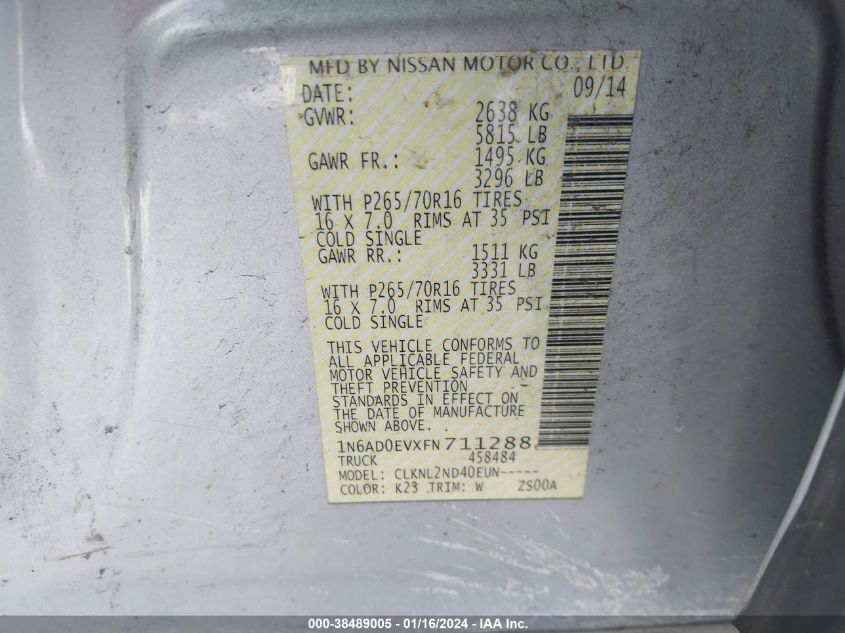 MFD BY NISSAN MOTOR CO., LTD.
DATE: 09/14
GVWR: 2638 KG
5815 LB
GAWR FR.: 1495 KG
3296 LB
WITH P265/70R16 TIRES
16 X 7.0 RIMS AT 35 PSI
COLD SINGLE
GAWR RR.: 1511 KG
3331 LB
WITH P265/70R16 TIRES
16 X 7.0 RIMS AT 35 PSI
COLD SINGLE
THIS VEHICLE CONFORMS TO
ALL APPLICABLE FEDERAL
MOTOR VEHICLE SAFETY AND
THEFT PREVENTION
STANDARDS IN EFFECT ON
THE DATE OF MANUFACTURE
SHOWN ABOVE.
1N6AD0EVXFN711288
TRUCK 458484
MODEL: CLKNL2ND40EUN-----
COLOR: K23 TRIM: W ZS00A
000-38489005 - 01/16/2024 - IAA Inc.